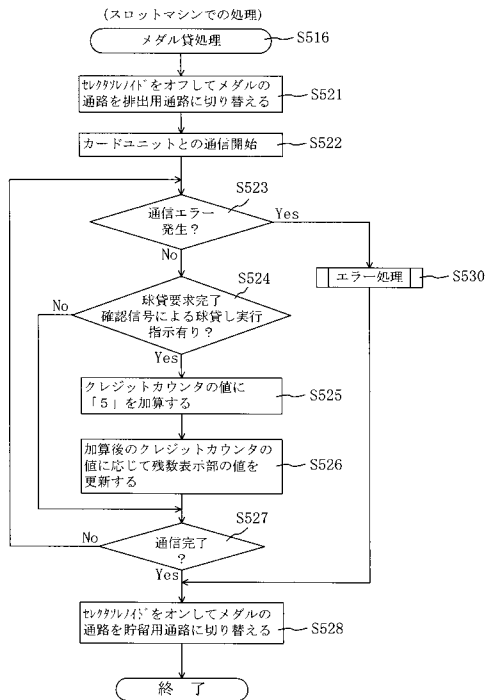 (スロットマシンでの処理)
メダル貸処理
S516
セレクタソレノイドをオフしてメダルの
通路を排出用通路に切り替える
S521
カードユニットとの通信開始
S522
S523
通信エラー
発生?
Yes
No
エラー処理
S530
S524
No
球貸要求完了
確認信号による球貸し実行
指示有り?
Yes
クレジットカウンタの値に
「5」を加算する
S525
加算後のクレジットカウンタの
値に応じて残数表示部の値を
更新する
S526
S527
No
通信完了
?
Yes
セレクタソレノイドをオンしてメダルの
通路を貯留用通路に切り替える
S528
終 了